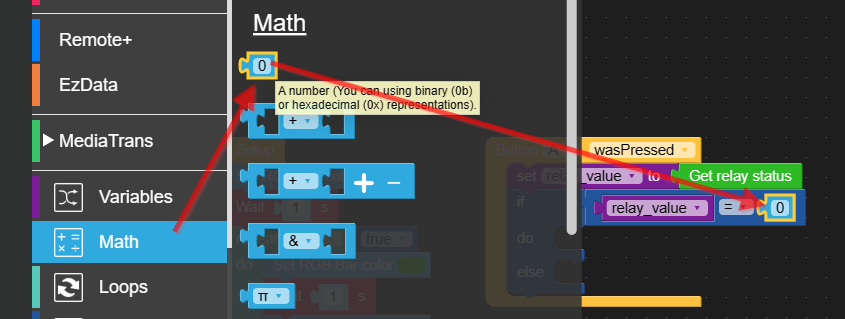 Remote+
EzData
MediaTrans
Variables
Math
Loops
Math
0
A number (You can using binary (0b)
or hexadecimal (0x) representations).
+
+ + −
&
π
Setup
Wait 1 s
true
do Set RGB Bar color
1 s
Button A wasPressed
set relay_value to Get relay status
if relay_value = 0
do
else